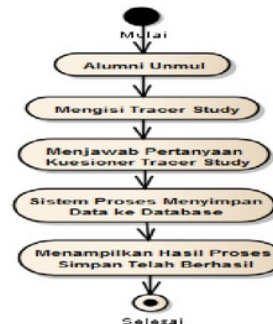 Mulai
Alumni Unmul
Mengisi Tracer Study
Menjawab Pertanyaan
Kuesioner Tracer Study
Sistem Proses Menyimpan
Data ke Database
Menampilkan Hasil Proses
Simpan Telah Berhasil
Selesai